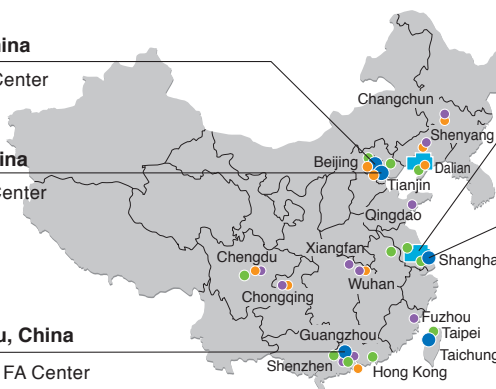 ina
Center
ina
enter
u, China
FA Center
Changchun
Shenyang
Beijing
Dalian
Tianjin
Qingdao
Chengdu
Xiangfan
Shangha
Chongqing
Wuhan
Fuzhou
Guangzhou
Taipei
Taichung
Shenzhen
Hong Kong